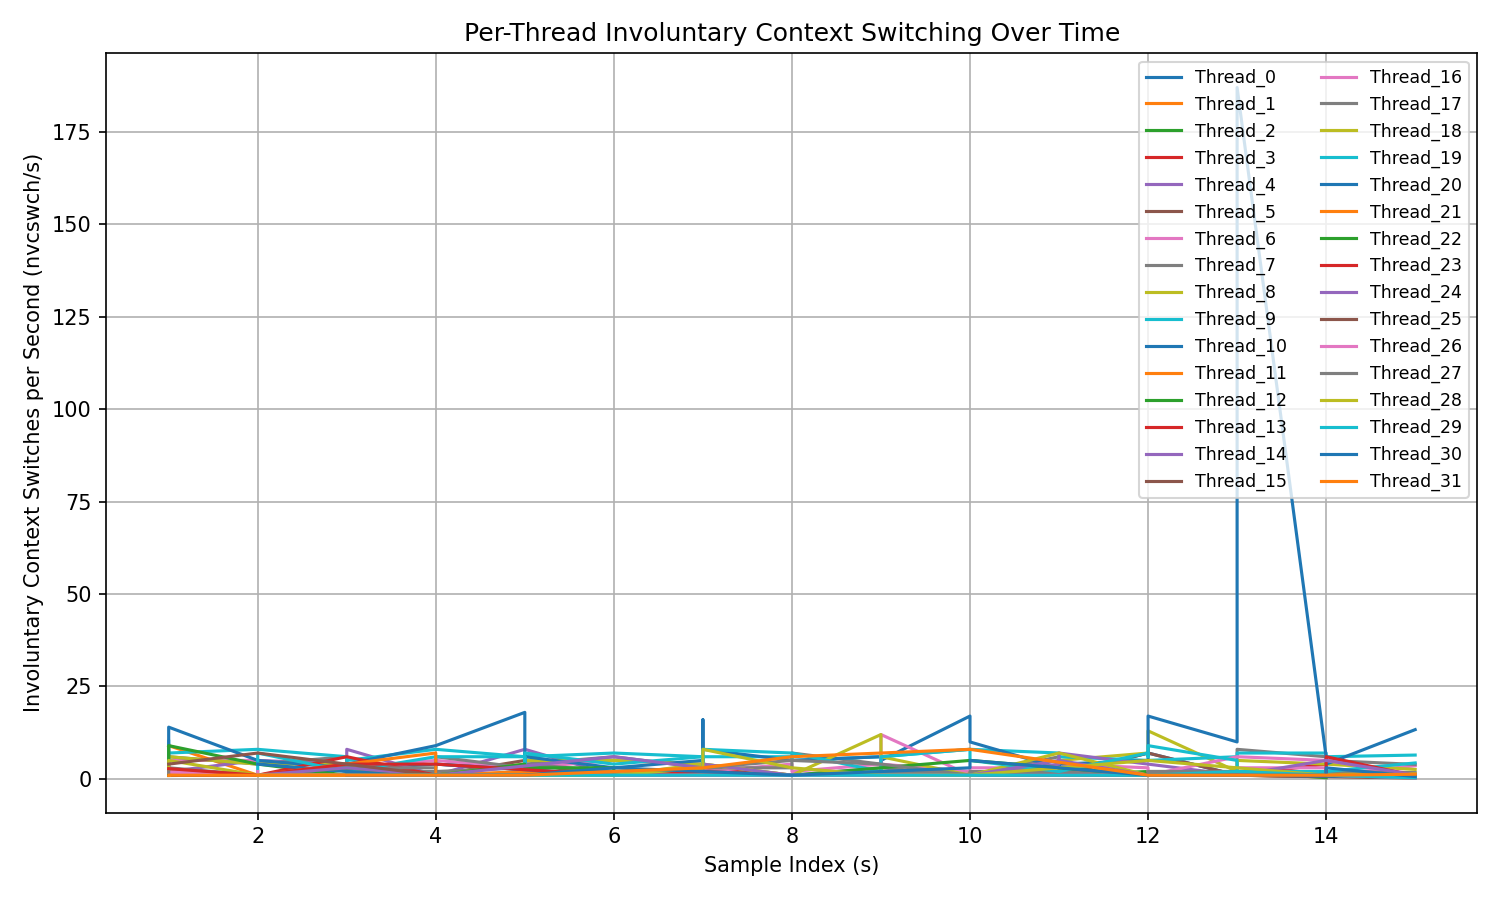 Per-Thread Involuntary Context Switching Over Time
Involuntary Context Switches per Second (nvcswch/s)
175
150
125
100
75
50
25
0
Thread_0
Thread_1
Thread_2
Thread_3
Thread_4
Thread_5
Thread_6
Thread_7
Thread_8
Thread_9
Thread_10
Thread_11
Thread_12
Thread_13
Thread_14
Thread_15
Thread_16
Thread_17
Thread_18
Thread_19
Thread_20
Thread_21
Thread_22
Thread_23
Thread_24
Thread_25
Thread_26
Thread_27
Thread_28
Thread_29
Thread_30
Thread_31
2 4 6 8 10 12 14
Sample Index (s)